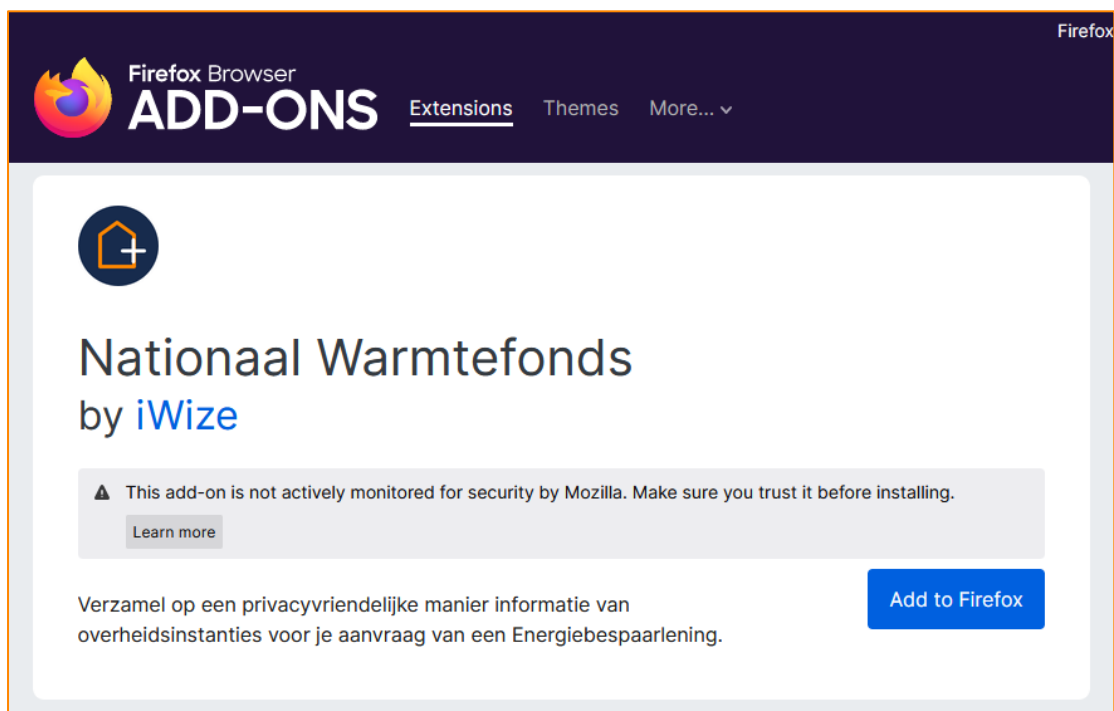 Firefox
Firefox Browser
ADD-ONS
Extensions Themes More...
Nationaal Warmtefonds
by iWize
This add-on is not actively monitored for security by Mozilla. Make sure you trust it before installing.
Learn more
Verzamel op een privacyvriendelijke manier informatie van
overheidsinstanties voor je aanvraag van een Energiebespaarlening.
Add to Firefox